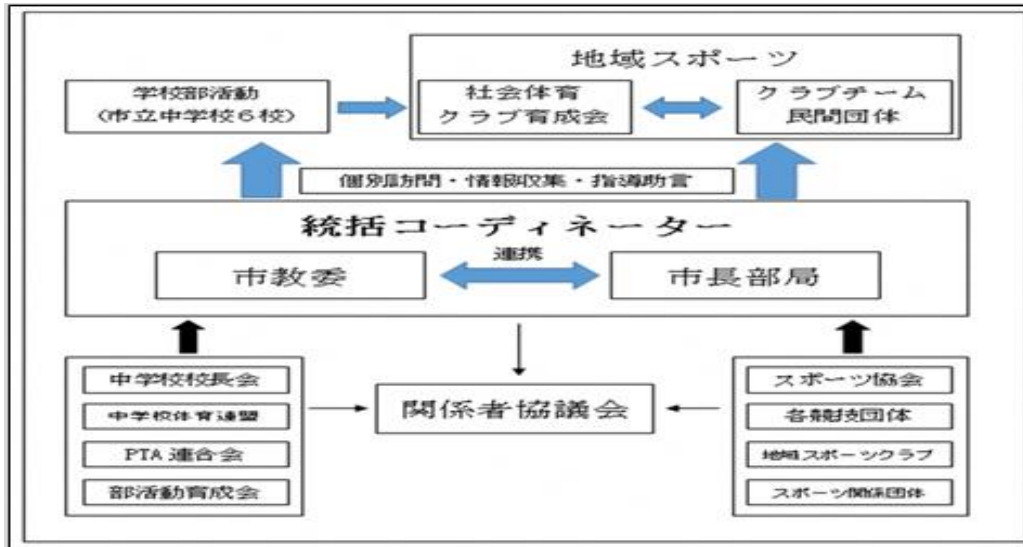 地域スポーツ
学校部活動
(市立中学校6校)
社会体育
クラブ育成会
クラブチーム
民間団体
個別訪問・情報収集・指導助言
統括コーディネーター
連携
市教委
市長部局
中学校校長会
中学校体育連盟
PTA連合会
部活動育成会
関係者協議会
スポーツ協会
各競技団体
地域スポーツクラブ
スポーツ関係団体